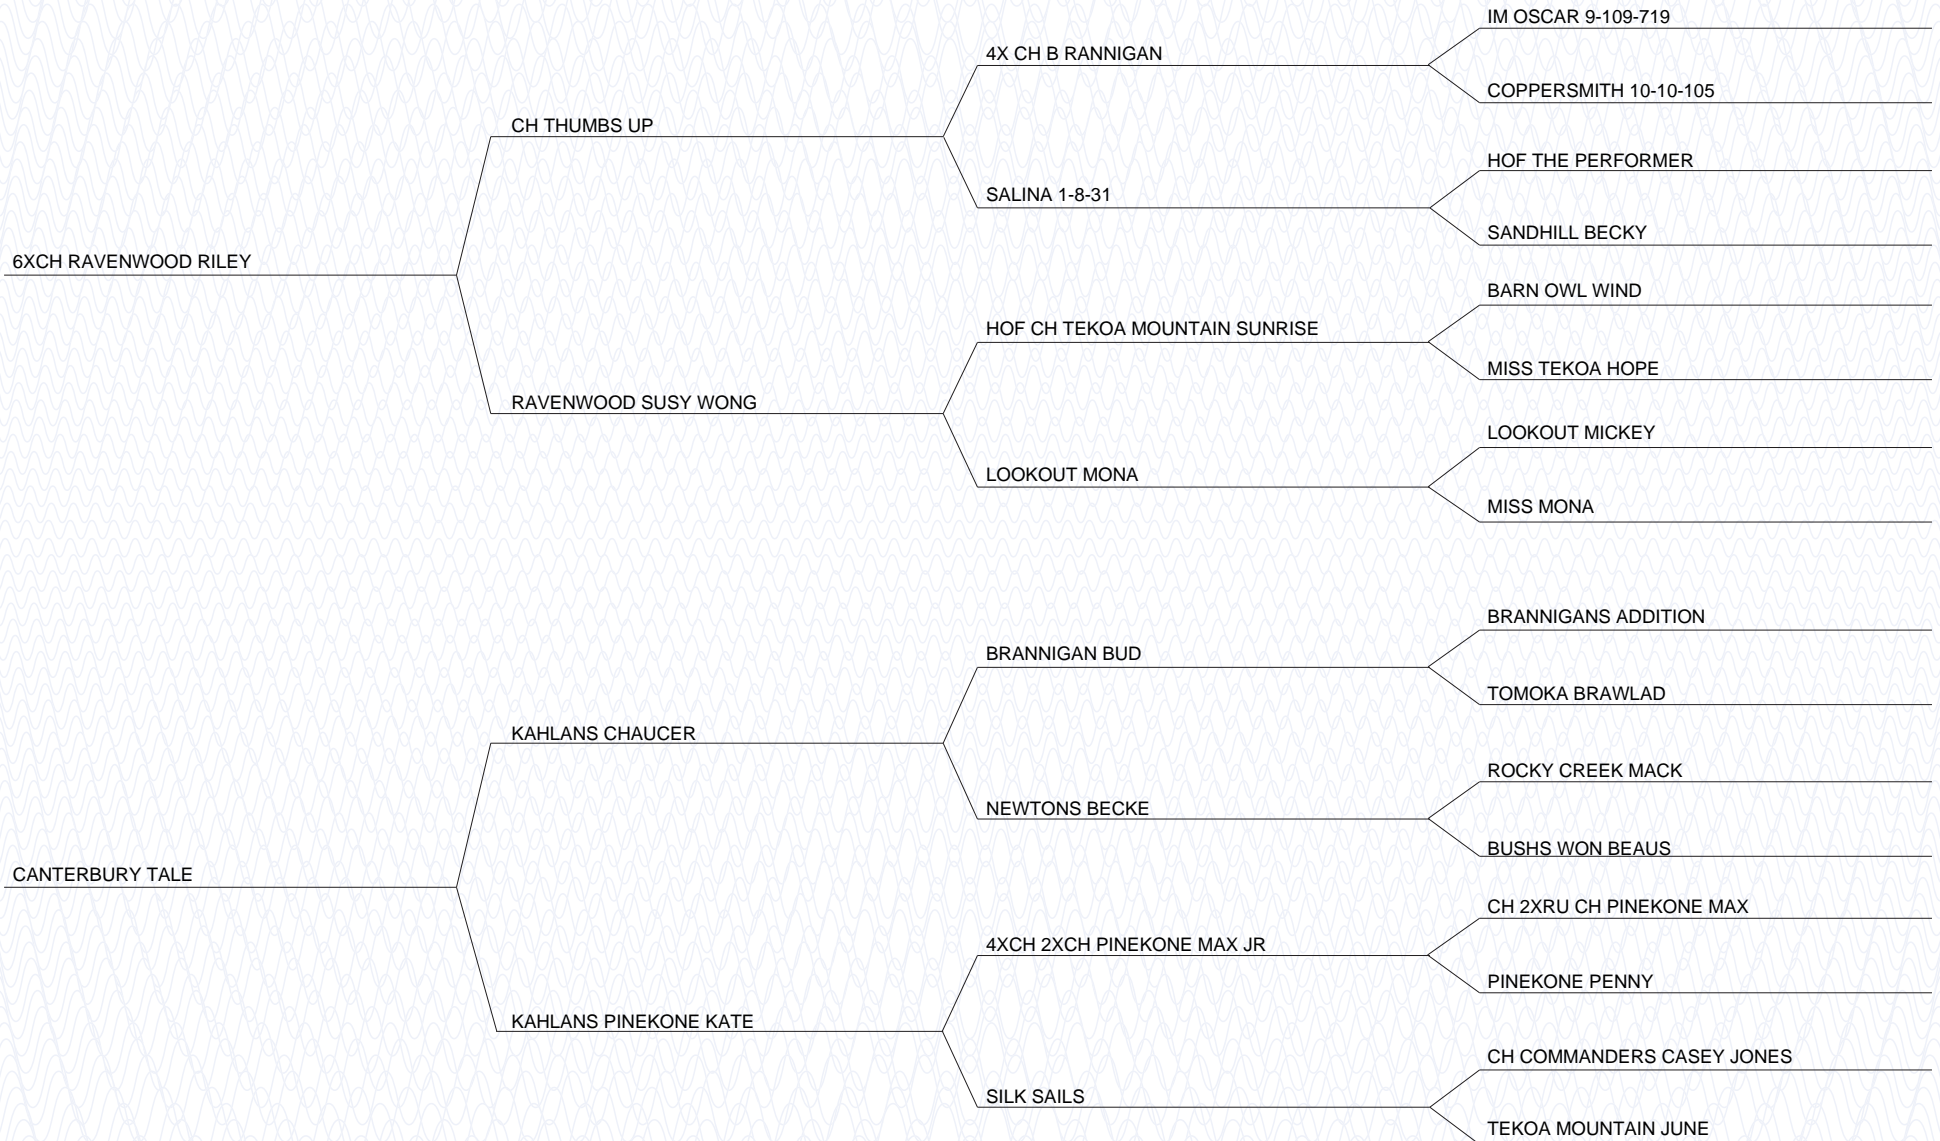 IM OSCAR 9-109-719
4X CH B RANNIGAN
COPPERSMITH 10-10-105
CH THUMBS UP
HOF THE PERFORMER
SALINA 1-8-31
SANDHILL BECKY
6XCH RAVENWOOD RILEY
BARN OWL WIND
HOF CH TEKOA MOUNTAIN SUNRISE
MISS TEKOA HOPE
RAVENWOOD SUSY WONG
LOOKOUT MICKEY
LOOKOUT MONA
MISS MONA
BRANNIGANS ADDITION
BRANNIGAN BUD
TOMOKA BRAWLAD
KAHLANS CHAUCER
ROCKY CREEK MACK
NEWTONS BECKE
BUSHS WON BEAUS
CANTERBURY TALE
CH 2XRU CH PINEKONE MAX
4XCH 2XCH PINEKONE MAX JR
PINEKONE PENNY
KAHLANS PINEKONE KATE
CH COMMANDERS CASEY JONES
SILK SAILS
TEKOA MOUNTAIN JUNE